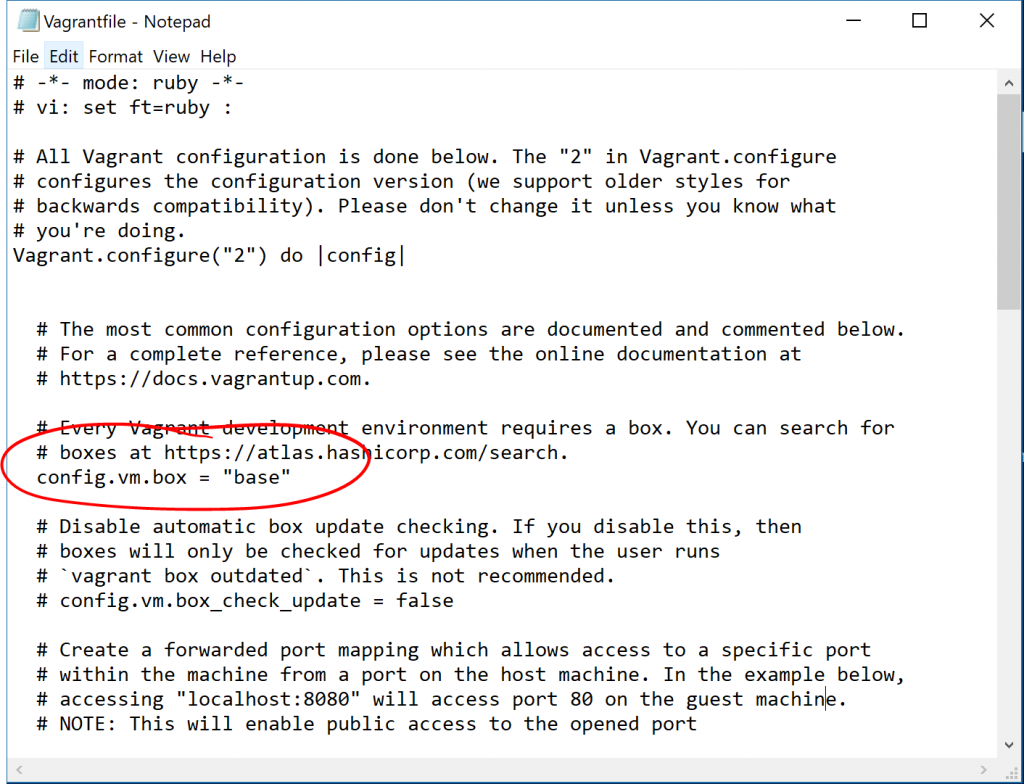 Vagrantfile - Notepad
File Edit Format View Help
# -*- mode: ruby -*-
# vi: set ft=ruby :
# All Vagrant configuration is done below. The "2" in Vagrant.configure
# configures the configuration version (we support older styles for
# backwards compatibility). Please don't change it unless you know what
# you're doing.
Vagrant.configure("2") do |config|
# The most common configuration options are documented and commented below.
# For a complete reference, please see the online documentation at
# https://docs.vagrantup.com.
# Every Vagrant development environment requires a box. You can search for
# boxes at https://atlas.hashicorp.com/search.
config.vm.box = "base"
# Disable automatic box update checking. If you disable this, then
# boxes will only be checked for updates when the user runs
# `vagrant box outdated`. This is not recommended.
# config.vm.box_check_update = false
# Create a forwarded port mapping which allows access to a specific port
# within the machine from a port on the host machine. In the example below,
# accessing "localhost:8080" will access port 80 on the guest machine.
# NOTE: This will enable public access to the opened port